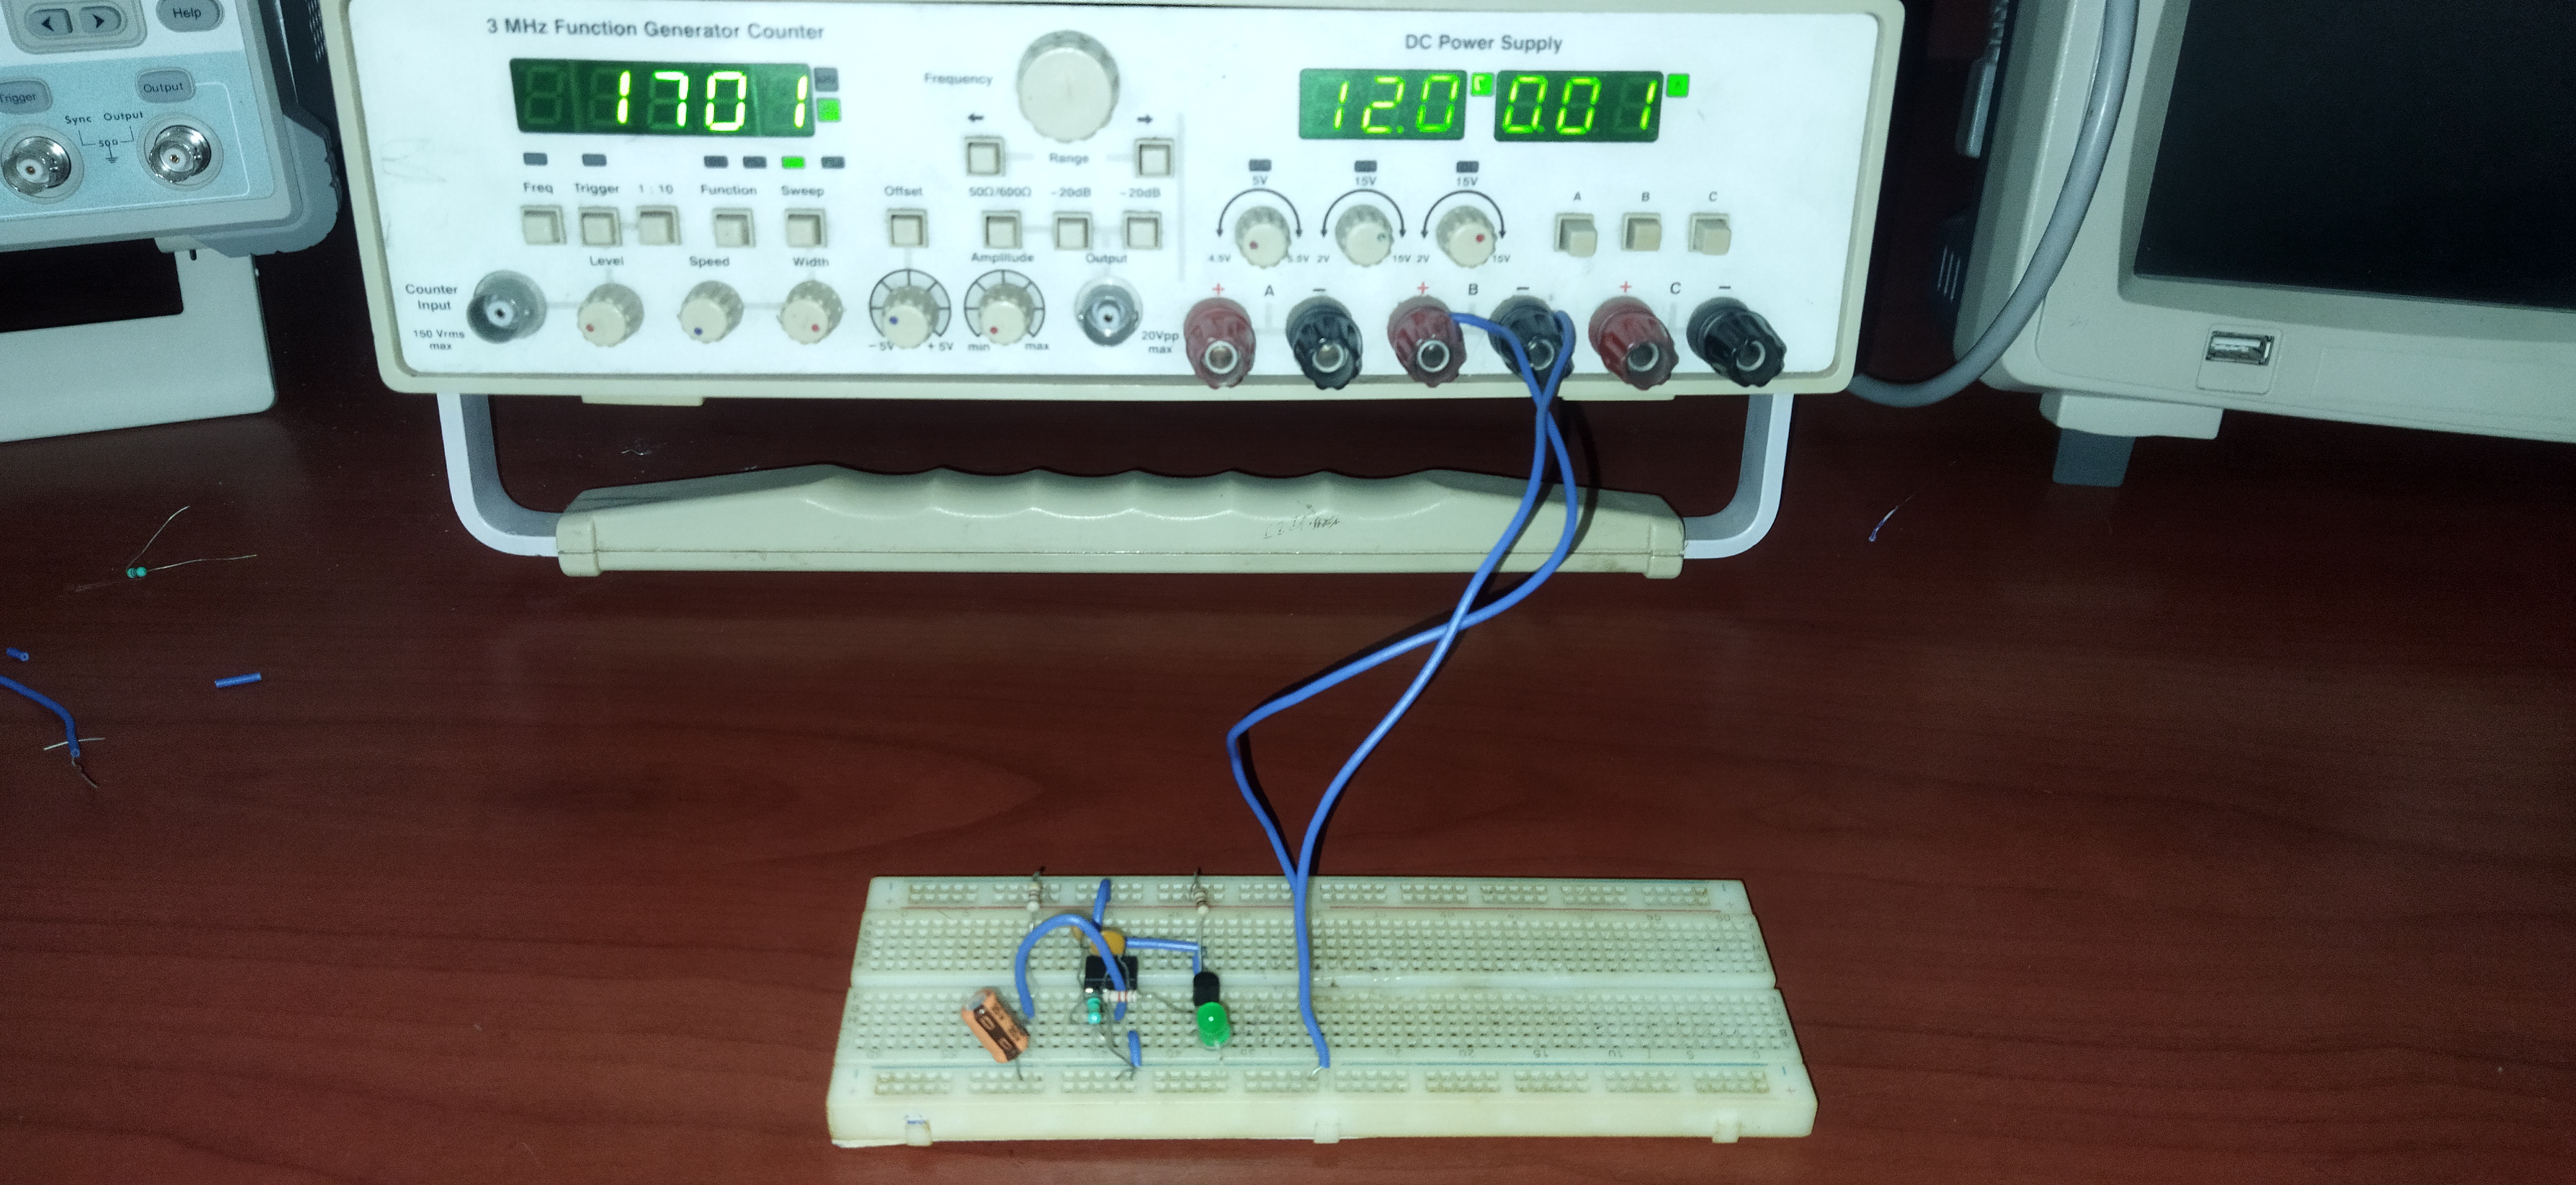 Help
Trigger
Output
Sync Output
50Ω
3 MHz Function Generator Counter
1701
Frequency
Range
Freq
Trigger
1 : 10
Function
Sweep
Offset
50Ω/600Ω
-20dB
-20dB
Level
Speed
Width
Amplitude
Output
Counter
Input
150 Vrms
max
-5V
+5V
min
max
20Vpp
max
DC Power Supply
12.0
0.01
5V
15V
15V
4.5V
5.5V
2V
15V
2V
15V
A
B
C
+ A -
+ B -
+ C -